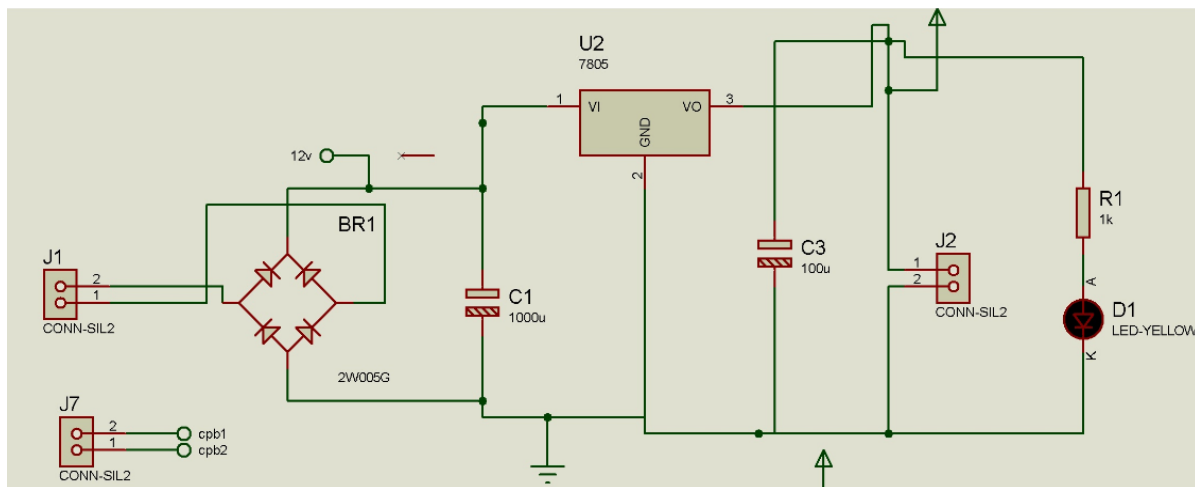 U2
7805
1
VI
VO
3
GND
2
12v
BR1
R1
1k
J1
2
1
CONN-SIL2
C3
100u
J2
1
2
CONN-SIL2
A
C1
1000u
D1
LED-YELLOW
K
2W005G
J7
2
1
cpb1
cpb2
CONN-SIL2